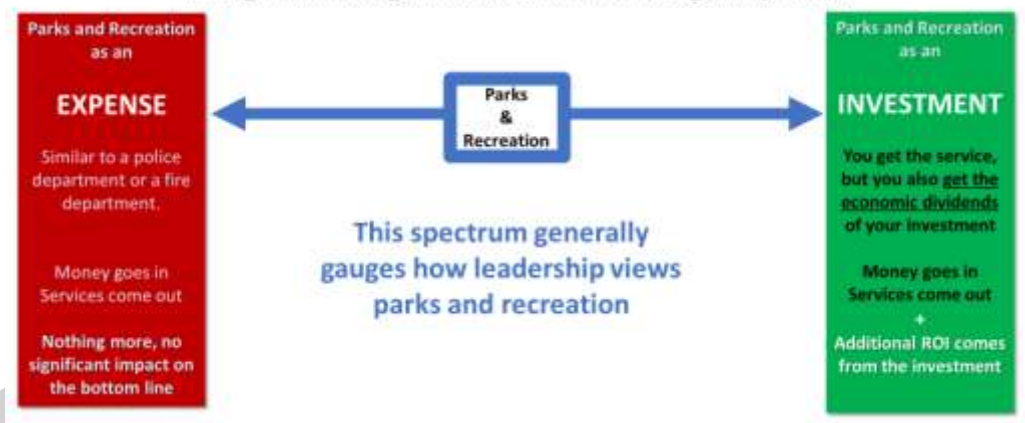 Parks and Recreation
as an
EXPENSE
Similar to a police
department or a fire
department.
Money goes in
Services come out
Nothing more, no
significant impact on
the bottom line
Parks
&
Recreation
This spectrum generally
gauges how leadership views
parks and recreation
Parks and Recreation
as an
INVESTMENT
You get the service,
but you also get the
economic dividends
of your investment
Money goes in
Services come out
+
Additional ROI comes
from the investment